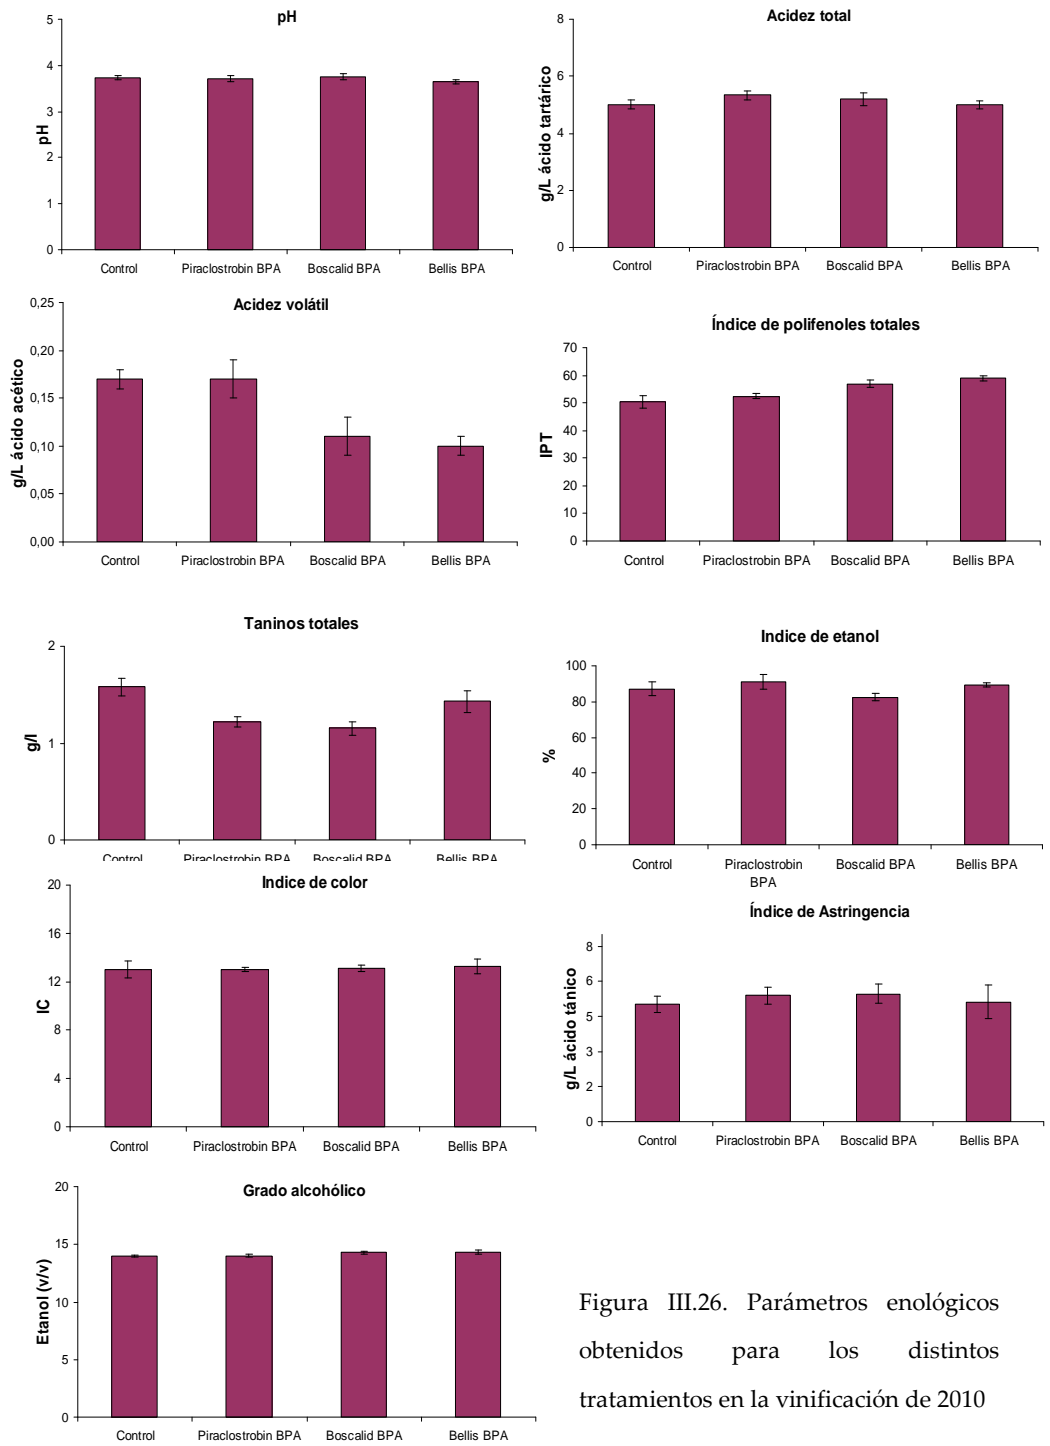 pH
5
4
3
2
1
0
pH
Control
Piraclostrobin BPA
Boscalid BPA
Bellis BPA
Acidez total
8
6
4
2
0
g/L ácido tartárico
Control
Piraclostrobin BPA
Boscalid BPA
Bellis BPA
Acidez volátil
0,25
0,20
0,15
0,10
0,05
0,00
g/L ácido acético
Control
Piraclostrobin BPA
Boscalid BPA
Bellis BPA
Índice de polifenoles totales
70
60
50
40
30
20
10
0
IPT
Control
Piraclostrobin BPA
Boscalid BPA
Bellis BPA
Taninos totales
2
1
0
g/l
Control
Piraclostrobin BPA
Boscalid BPA
Bellis BPA
Indice de etanol
100
80
60
40
20
0
%
Control
Piraclostrobin
BPA
Boscalid BPA
Bellis BPA
Indice de color
20
16
12
8
4
0
IC
Control
Piraclostrobin BPA
Boscalid BPA
Bellis BPA
Índice de Astringencia
8
6
5
3
2
0
g/L ácido tánico
Control
Piraclostrobin BPA
Boscalid BPA
Bellis BPA
Grado alcohólico
20
15
10
5
0
Etanol (v/v)
Control
Piraclostrobin BPA
Boscalid BPA
Bellis BPA
Figura III.26. Parámetros enológicos
obtenidos para los distintos
tratamientos en la vinificación de 2010